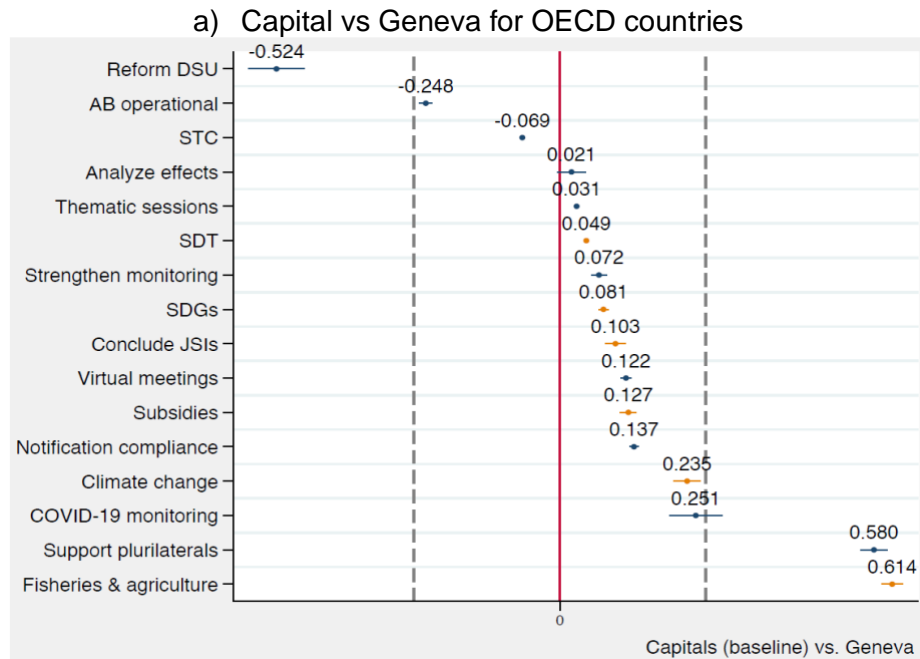 a) Capital vs Geneva for OECD countries
-0.524
Reform DSU
-0.248
AB operational
-0.069
STC
0.021
Analyze effects
0.031
Thematic sessions
0.049
SDT
0.072
Strengthen monitoring
0.081
SDGs
0.103
Conclude JSIs
0.122
Virtual meetings
0.127
Subsidies
0.137
Notification compliance
0.235
Climate change
0.251
COVID-19 monitoring
0.580
Support plurilaterals
0.614
Fisheries & agriculture
0
Capitals (baseline) vs. Geneva